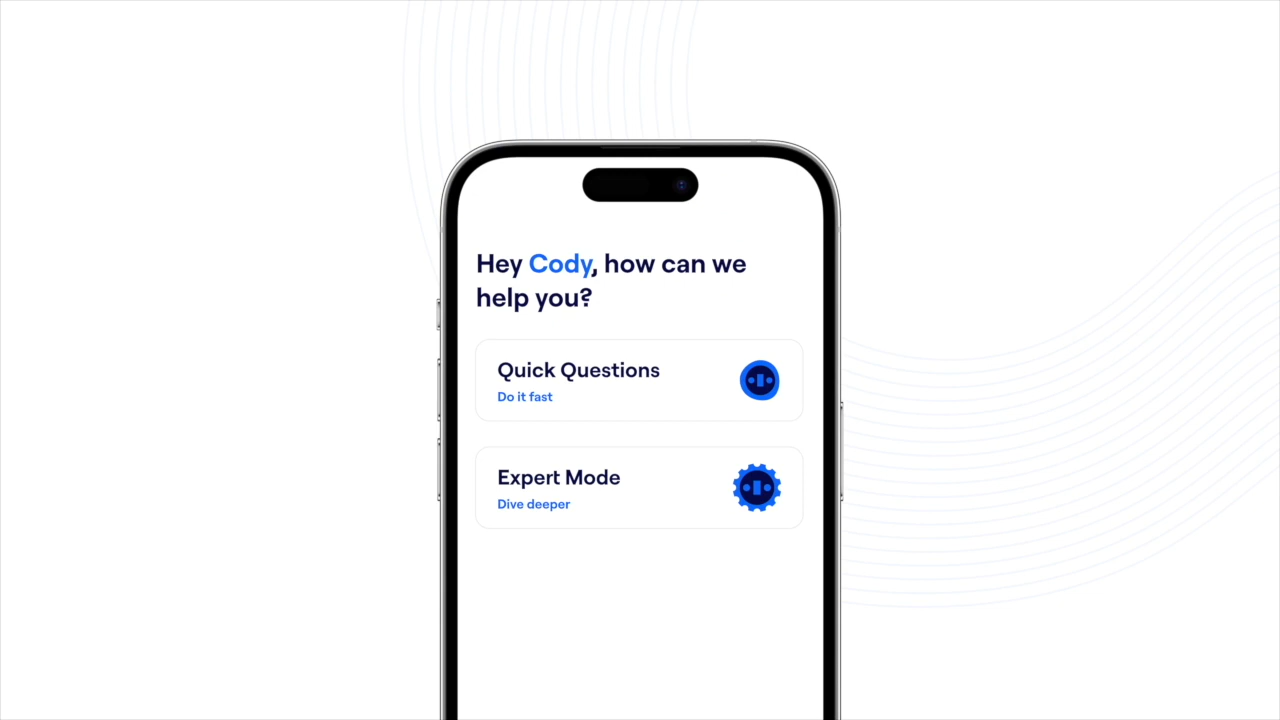 Hey Cody, how can we
help you?
Quick Questions
Do it fast
Expert Mode
Dive deeper